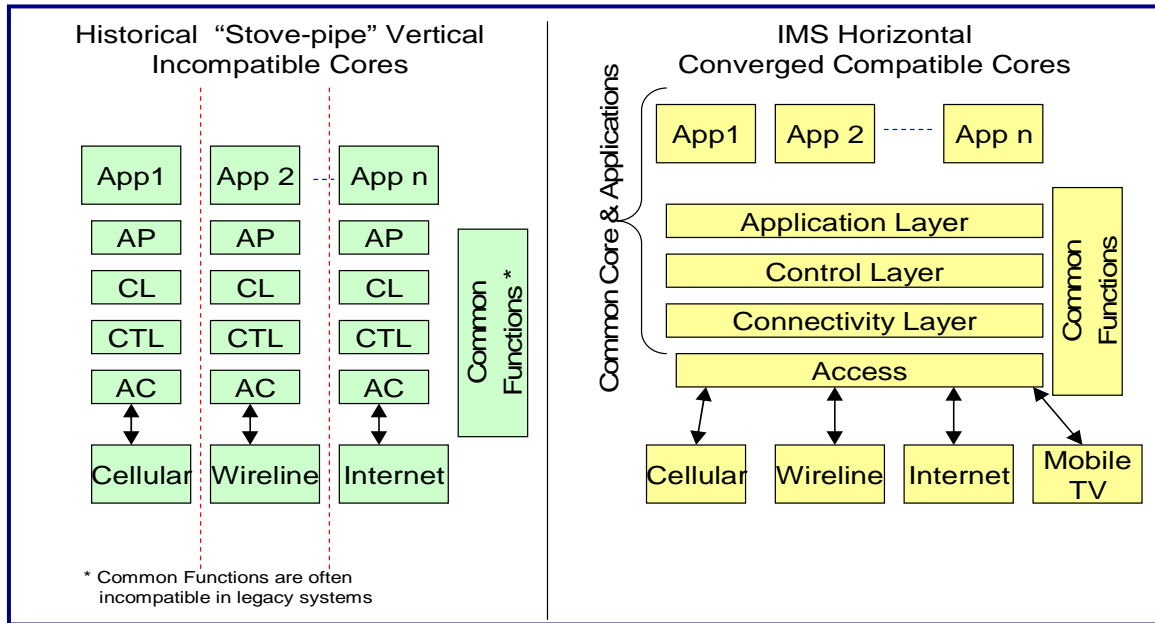 Historical “Stove-pipe” Vertical
Incompatible Cores
App1
App 2
App n
AP
AP
AP
CL
CL
CL
CTL
CTL
CTL
AC
AC
AC
Common
Functions *
Cellular
Wireline
Internet
* Common Functions are often
incompatible in legacy systems
IMS Horizontal
Converged Compatible Cores
Common Core & Applications
App1
App 2
App n
Application Layer
Control Layer
Connectivity Layer
Access
Common
Functions
Cellular
Wireline
Internet
Mobile
TV